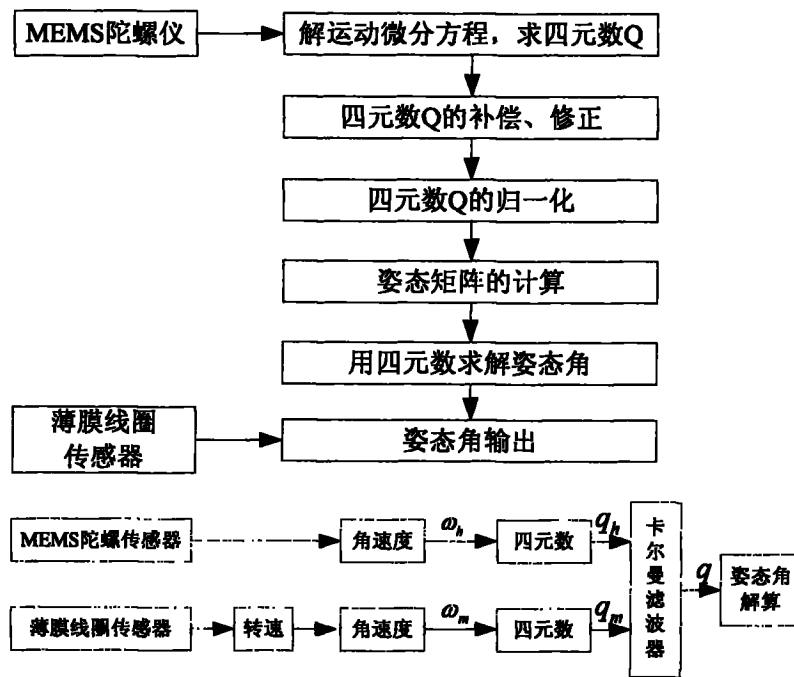 MEMS陀螺仪
解运动微分方程，求四元数Q
四元数Q的补偿、修正
四元数Q的归一化
姿态矩阵的计算
用四元数求解姿态角
薄膜线圈
传感器
姿态角输出
MEMS陀螺传感器
角速度
ω_h
四元数
q_h
薄膜线圈传感器
转速
角速度
ω_m
四元数
q_m
卡
尔
曼
滤
波
器
q
姿态角
解算